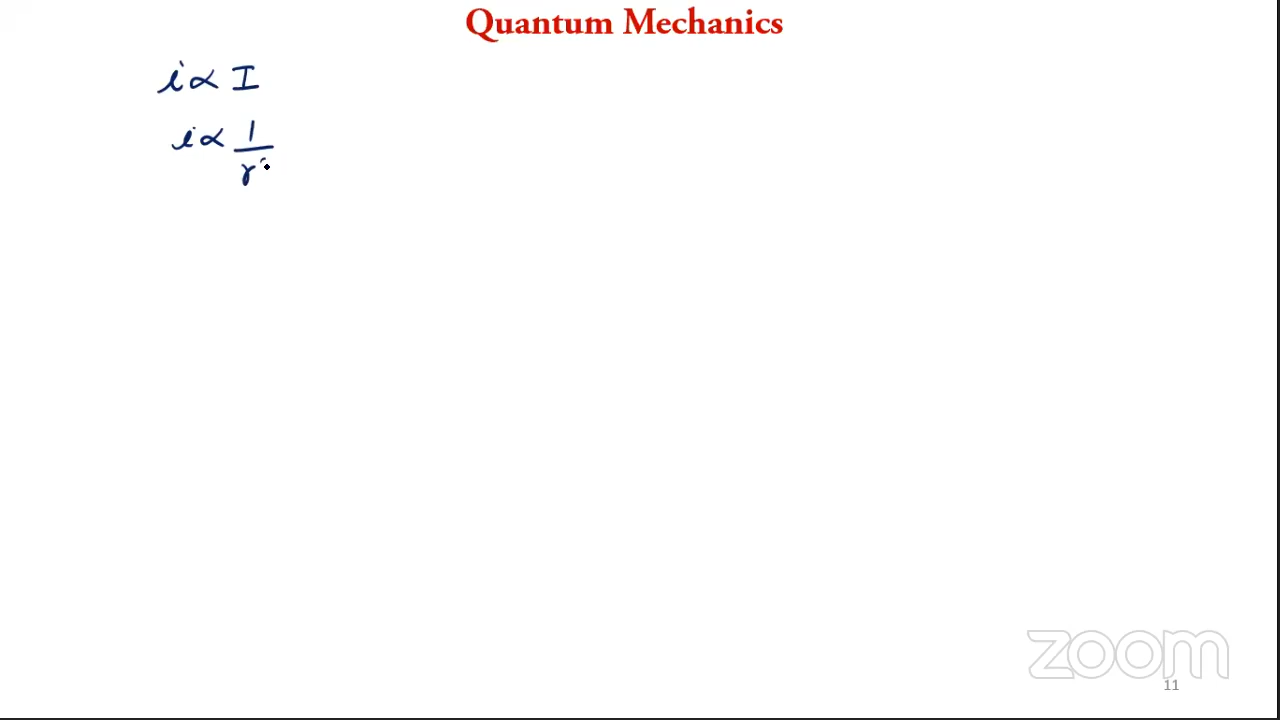 Quantum Mechanics
i ∝ I
i ∝ 1/r
zoom
11